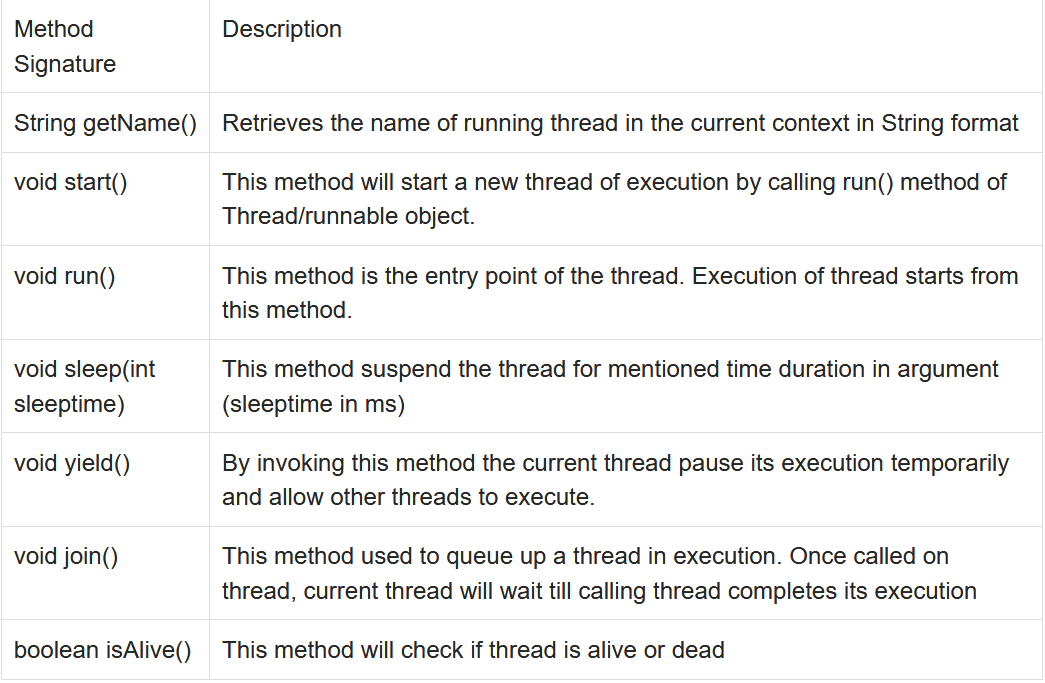 Method
Signature
Description
String getName()
Retrieves the name of running thread in the current context in String format
void start()
This method will start a new thread of execution by calling run() method of
Thread/runnable object.
void run()
This method is the entry point of the thread. Execution of thread starts from
this method.
void sleep(int
sleeptime)
This method suspend the thread for mentioned time duration in argument
(sleeptime in ms)
void yield()
By invoking this method the current thread pause its execution temporarily
and allow other threads to execute.
void join()
This method used to queue up a thread in execution. Once called on
thread, current thread will wait till calling thread completes its execution
boolean isAlive()
This method will check if thread is alive or dead